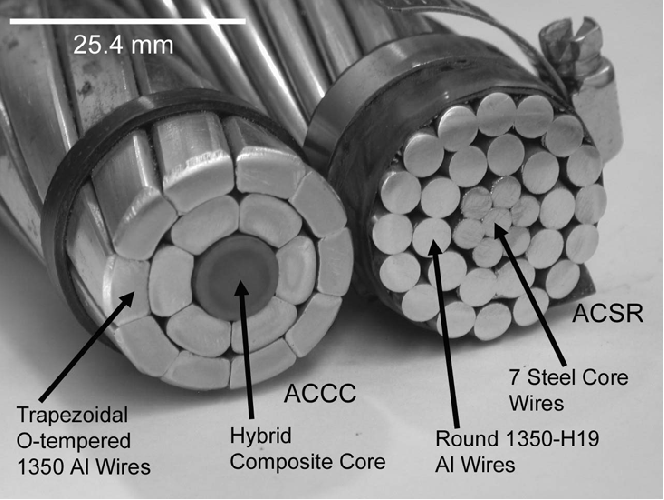 25.4 mm
ACSR
ACCC
7 Steel Core
Wires
Trapezoidal
O-tempered
1350 Al Wires
Hybrid
Composite Core
Round 1350-H19
Al Wires